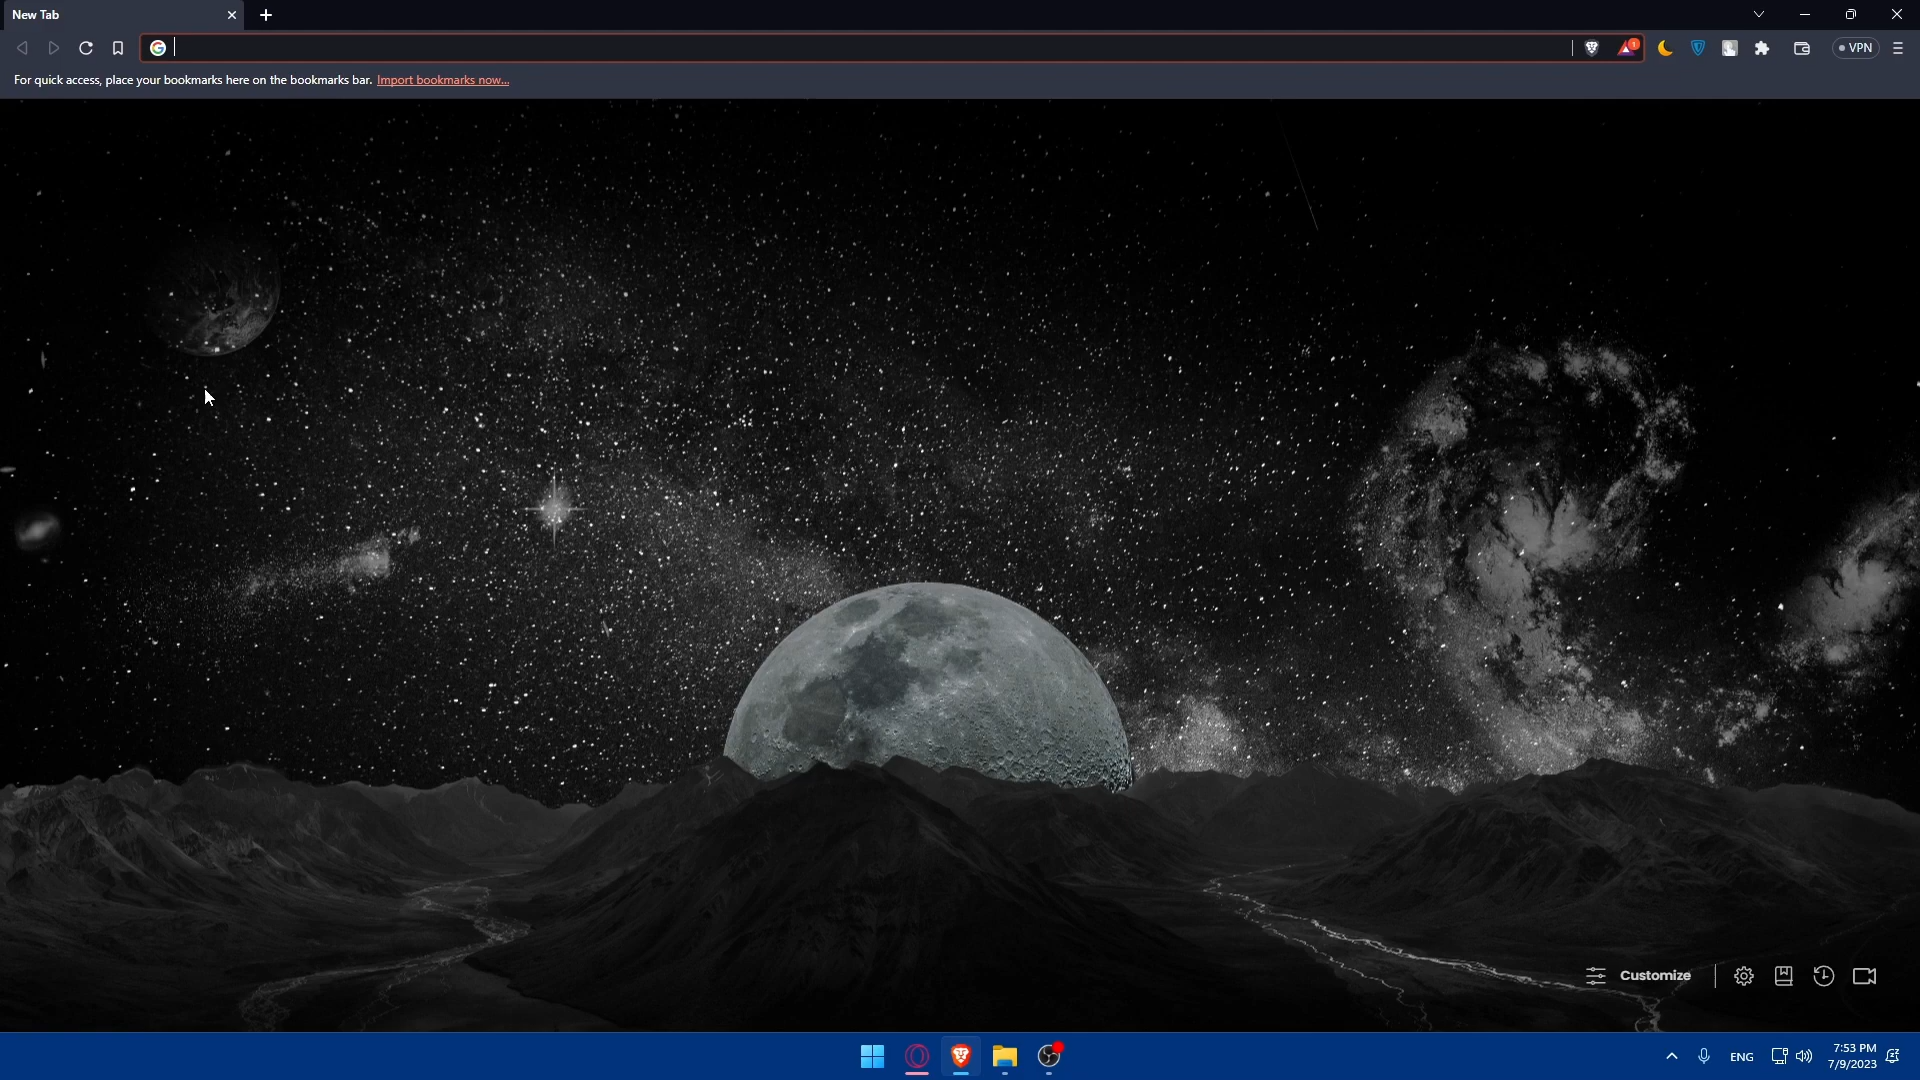 New Tab
1
VPN
For quick access, place your bookmarks here on the bookmarks bar. Import bookmarks now...
Customize
ENG
7:53 PM
7/9/2023